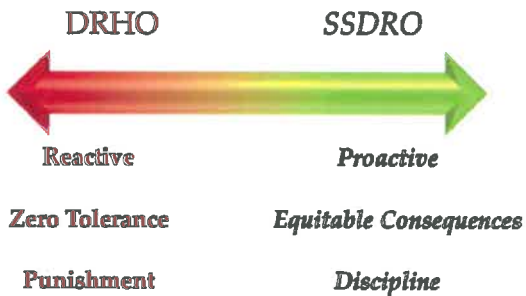 DRHO SSDRO
Reactive Proactive
Zero Tolerance Equitable Consequences
Punishment Discipline